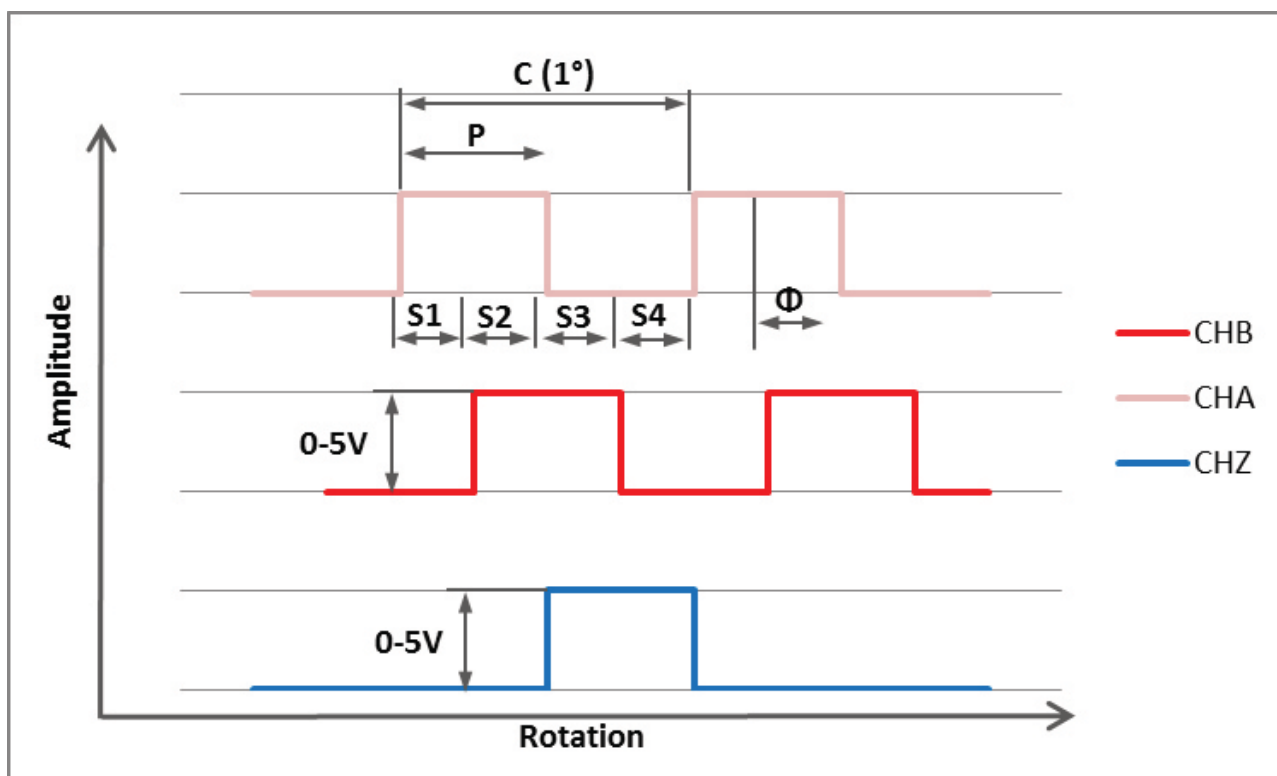 C (1°)
P
S1
S2
S3
S4
Φ
0-5V
0-5V
Amplitude
Rotation
CHB
CHA
CHZ